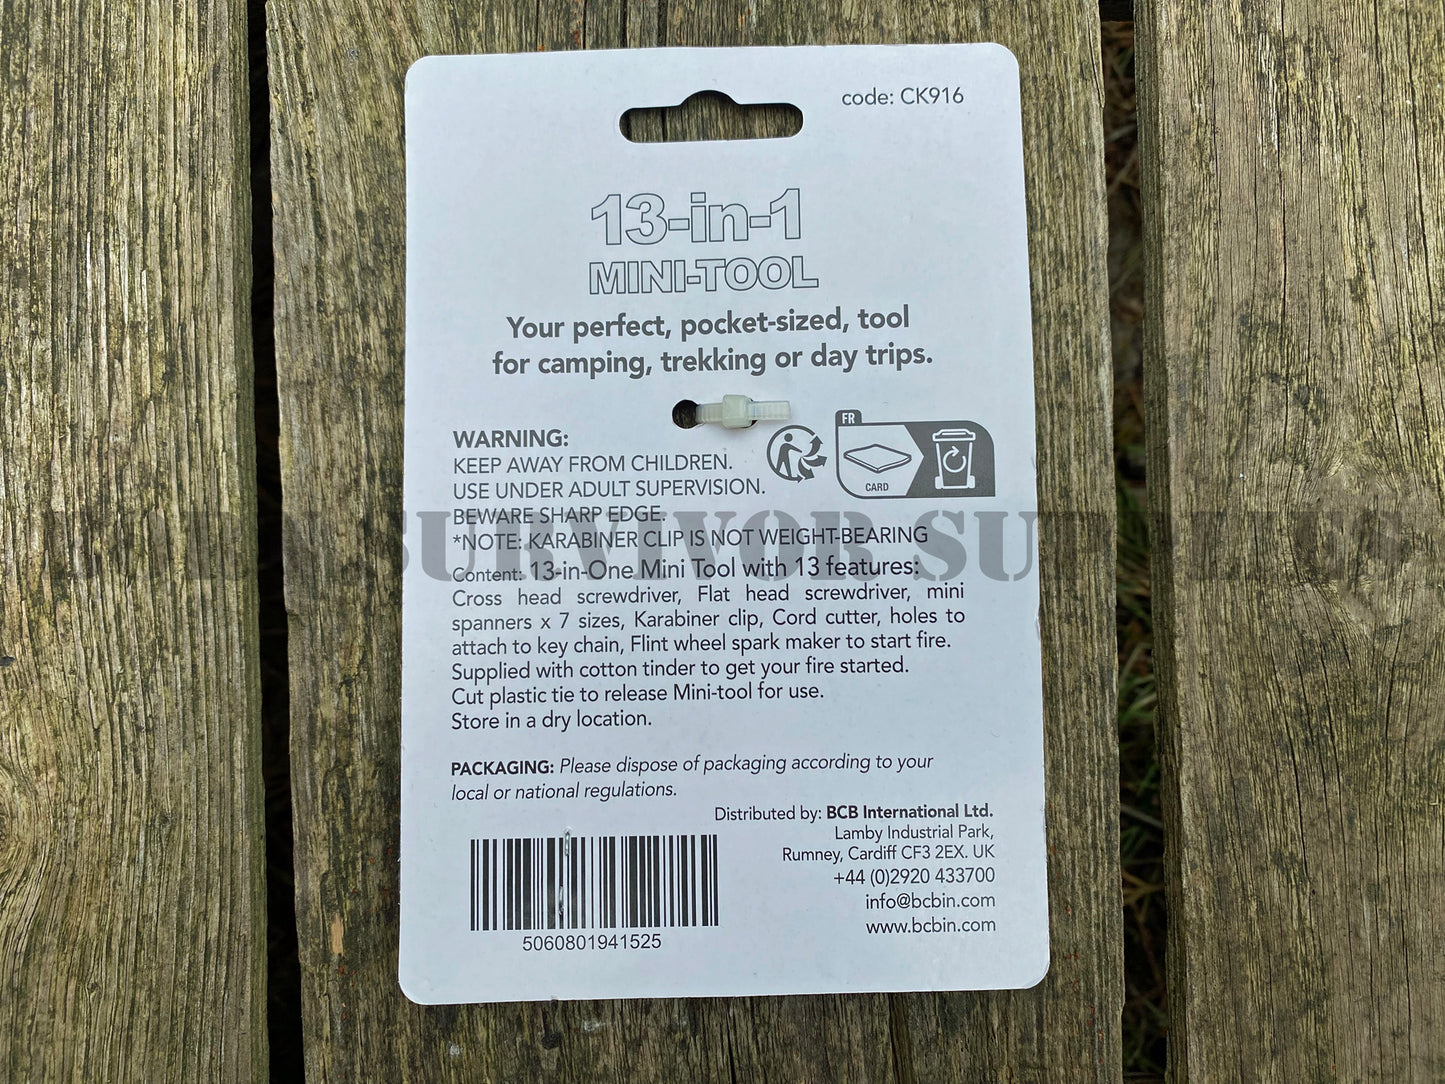 code: CK916
13-in-1
MINI-TOOL
Your perfect, pocket-sized, tool
for camping, trekking or day trips.
WARNING:
KEEP AWAY FROM CHILDREN.
USE UNDER ADULT SUPERVISION.
BEWARE SHARP EDGE.
*NOTE: KARABINER CLIP IS NOT WEIGHT-BEARING
FR
CARD
SURVIVOR SUPPLIES
Content: 13-in-One Mini Tool with 13 features:
Cross head screwdriver, Flat head screwdriver, mini
spanners x 7 sizes, Karabiner clip, Cord cutter, holes to
attach to key chain, Flint wheel spark maker to start fire.
Supplied with cotton tinder to get your fire started.
Cut plastic tie to release Mini-tool for use.
Store in a dry location.
PACKAGING: Please dispose of packaging according to your
local or national regulations.
Distributed by: BCB International Ltd.
Lamby Industrial Park,
Rumney, Cardiff CF3 2EX. UK
+44 (0)2920 433700
info@bcbin.com
www.bcbin.com
5060801941525